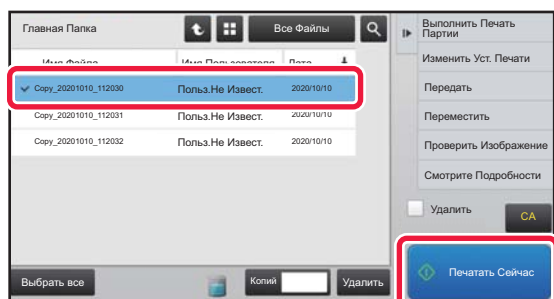 Главная Папка
Все Файлы
Имя Файла Имя Пользователя Дата
Copy_20201010_112030 Польз.Не Извест. 2020/10/10
Copy_20201010_112031 Польз.Не Извест. 2020/10/10
Copy_20201010_112032 Польз.Не Извест. 2020/10/10
Выбрать все
Копий
Удалить
Выполнить Печать
Партии
Изменить Уст. Печати
Передать
Переместить
Проверить Изображение
Смотрите Подробности
Удалить
CA
Печатать Сейчас